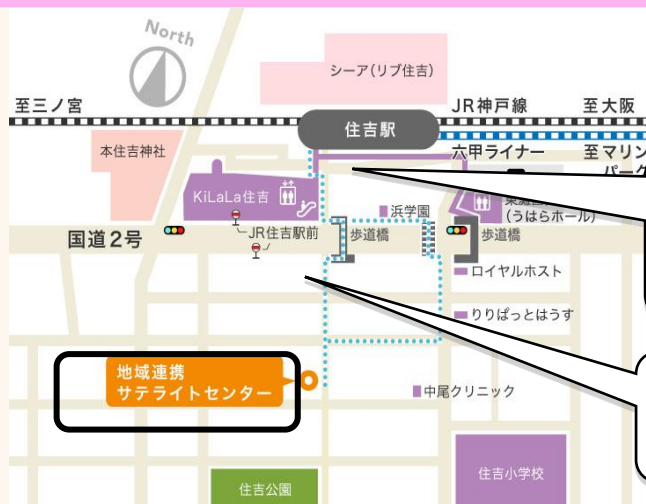 North
シーア(リブ住吉)
至三ノ宮
JR神戸線
至大阪
住吉駅
本住吉神社
六甲ライナー
至マリン
パーク
KiLaLa住吉
浜学園
(うはらホール)
国道2号
JR住吉駅前
歩道橋
歩道橋
ロイヤルホスト
りりぱっとはうす
地域連携
サテライトセンター
中尾クリニック
住吉小学校
住吉公園